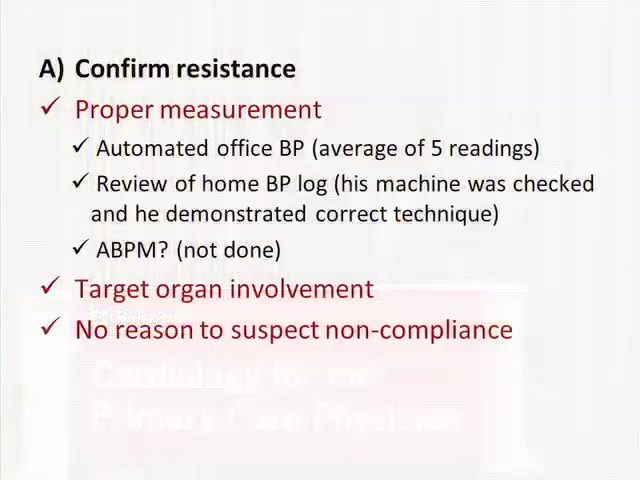 A) Confirm resistance
✓ Proper measurement
✓ Automated office BP (average of 5 readings)
✓ Review of home BP log (his machine was checked
and he demonstrated correct technique)
✓ ABPM? (not done)
✓ Target organ involvement
✓ No reason to suspect non-compliance
Cardiology for the
Primary Care Physician